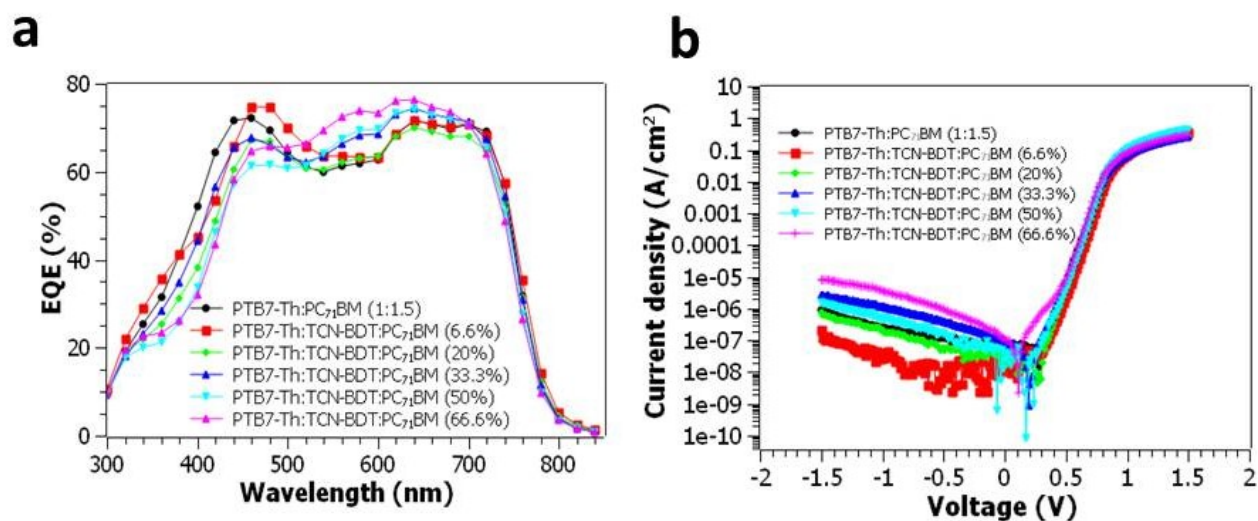 a
EQE (%)
80
60
40
20
0
PTB7-Th:PC₇₁BM (1:1.5)
PTB7-Th:TCN-BDT:PC₇₁BM (6.6%)
PTB7-Th:TCN-BDT:PC₇₁BM (20%)
PTB7-Th:TCN-BDT:PC₇₁BM (33.3%)
PTB7-Th:TCN-BDT:PC₇₁BM (50%)
PTB7-Th:TCN-BDT:PC₇₁BM (66.6%)
300 400 500 600 700 800
Wavelength (nm)
b
Current density (A/cm²)
10
1
0.1
0.01
0.001
0.0001
1e-05
1e-06
1e-07
1e-08
1e-09
1e-10
PTB7-Th:PC₇₁BM (1:1.5)
PTB7-Th:TCN-BDT:PC₇₁BM (6.6%)
PTB7-Th:TCN-BDT:PC₇₁BM (20%)
PTB7-Th:TCN-BDT:PC₇₁BM (33.3%)
PTB7-Th:TCN-BDT:PC₇₁BM (50%)
PTB7-Th:TCN-BDT:PC₇₁BM (66.6%)
-2 -1.5 -1 -0.5 0 0.5 1 1.5 2
Voltage (V)